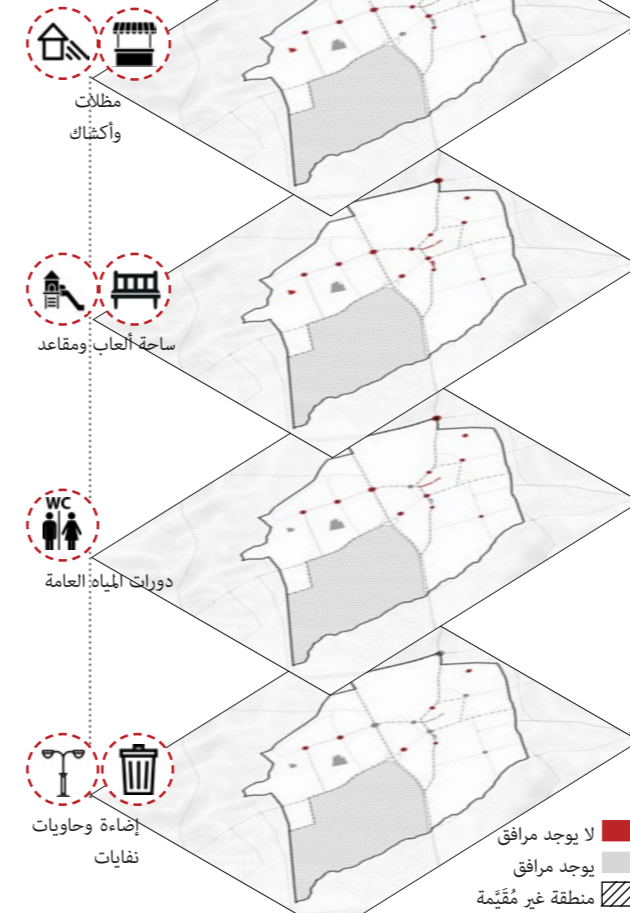 مظلات
وأكشاك
ساحة ألعاب ومقاعد
WC
دورات المياه العامة
إضاءة وحاويات
نفايات
لا يوجد مرافق
يوجد مرافق
منطقة غير مُقَيَّمة